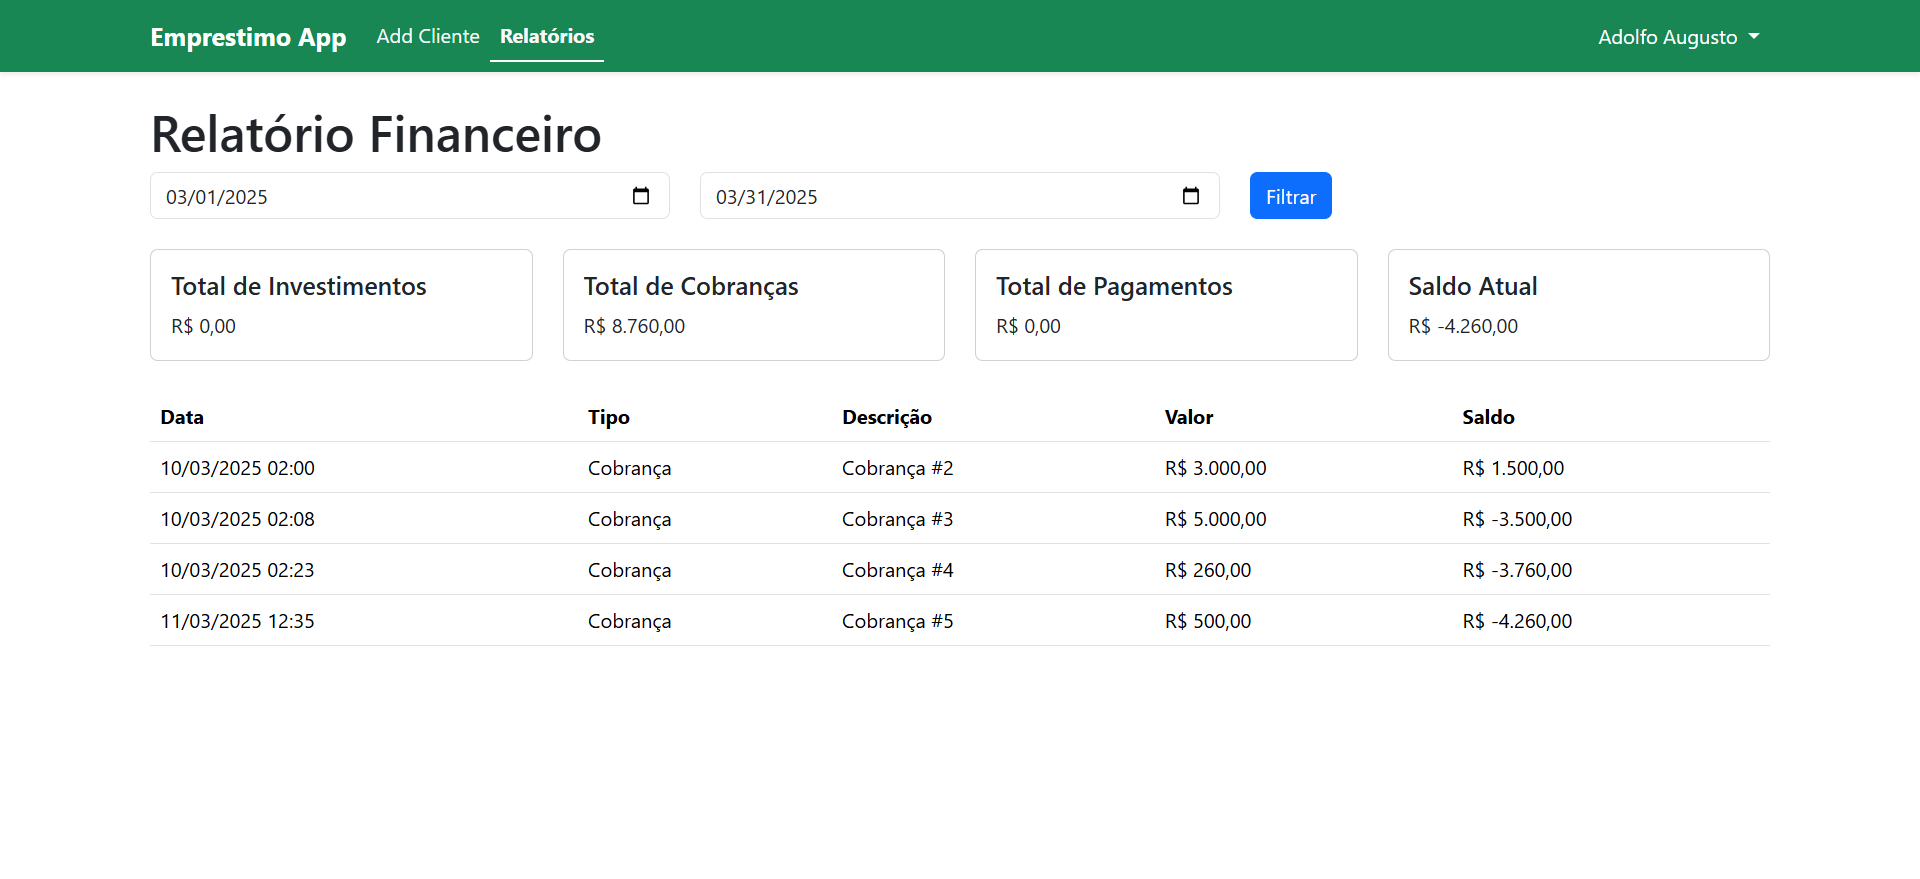 Emprestimo App Add Cliente Relatórios Adolfo Augusto
Relatório Financeiro
03/01/2025 03/31/2025 Filtrar
Total de Investimentos Total de Cobranças Total de Pagamentos Saldo Atual
R$ 0,00 R$ 8.760,00 R$ 0,00 R$ -4.260,00
Data Tipo Descrição Valor Saldo
10/03/2025 02:00 Cobrança Cobrança #2 R$ 3.000,00 R$ 1.500,00
10/03/2025 02:08 Cobrança Cobrança #3 R$ 5.000,00 R$ -3.500,00
10/03/2025 02:23 Cobrança Cobrança #4 R$ 260,00 R$ -3.760,00
11/03/2025 12:35 Cobrança Cobrança #5 R$ 500,00 R$ -4.260,00